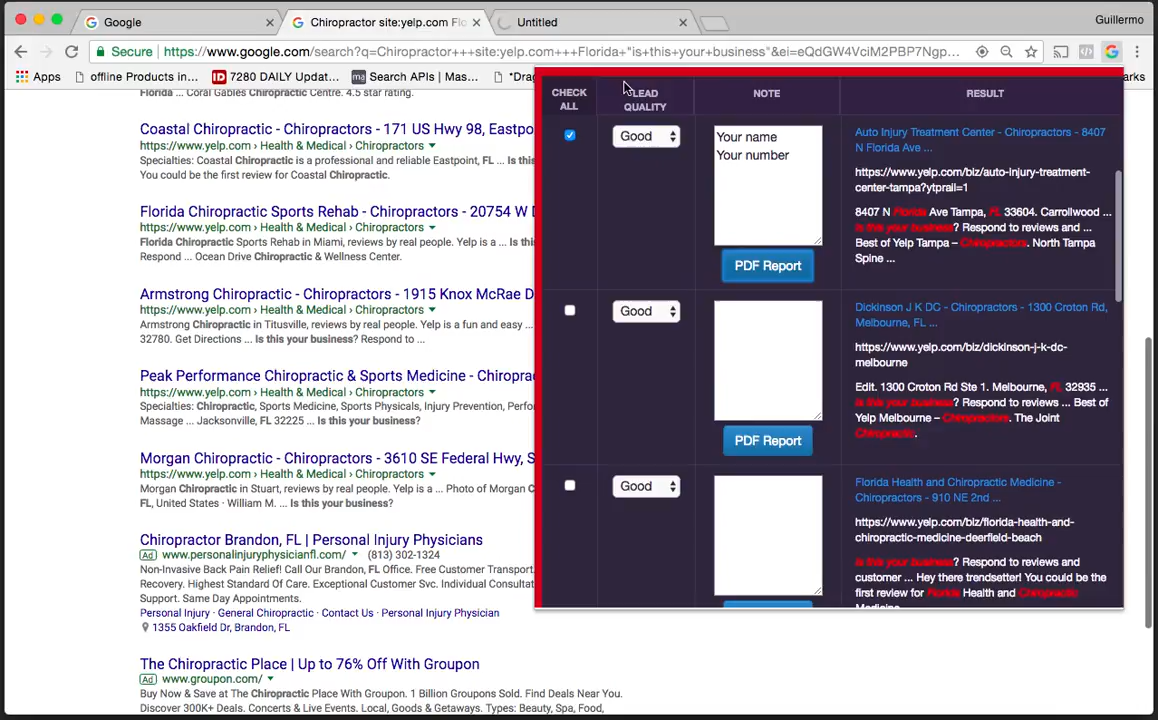 Google
Chiropractor site:yelp.com Flo
Untitled
Guillermo
Secure
https://www.google.com/search?q=Chiropractor+++site:yelp.com+++Florida+"is+this+your+business"&ei=eQdGW4VciM2PBP7Ngp...
Apps
offline Products in...
7280 DAILY Updat...
Search APIs | Mas...
"Drag
arks
Florida ... Coral Gables Chiropractic Centre. 4.5 star rating.
Coastal Chiropractic - Chiropractors - 171 US Hwy 98, Eastpo
https://www.yelp.com › Health & Medical › Chiropractors
Specialties: Coastal Chiropractic is a professional and reliable Eastpoint, FL ... Is this
You could be the first review for Coastal Chiropractic.
Florida Chiropractic Sports Rehab - Chiropractors - 20754 W D
https://www.yelp.com › Health & Medical › Chiropractors
Florida Chiropractic Sports Rehab in Miami, reviews by real people. Yelp is a ... Is th
Respond ... Ocean Drive Chiropractic & Wellness Center.
Armstrong Chiropractic - Chiropractors - 1915 Knox McRae D
https://www.yelp.com › Health & Medical › Chiropractors
Armstrong Chiropractic in Titusville, reviews by real people. Yelp is a fun and easy ...
32780. Get Directions ... Is this your business? Respond to ...
Peak Performance Chiropractic & Sports Medicine - Chiropra
https://www.yelp.com › Health & Medical › Chiropractors
Specialties: Chiropractic, Sports Medicine, Sports Physicals, Injury Prevention, Perfo
Massage ... Jacksonville, FL 32225 ... Is this your business?
Morgan Chiropractic - Chiropractors - 3610 SE Federal Hwy, S
https://www.yelp.com › Health & Medical › Chiropractors
Morgan Chiropractic in Stuart, reviews by real people. Yelp is a ... Photo of Morgan C
FL, United States · William M. ... Is this your business?
Chiropractor Brandon, FL | Personal Injury Physicians
Ad www.personalinjuryphysicianfl.com/ (813) 302-1324
Non-Invasive Back Pain Relief! Call Our Brandon, FL Office. Free Customer Transport.
Recovery. Highest Standard Of Care. Exceptional Customer Svc. Individual Consultat
Support. Same Day Appointments.
Personal Injury · General Chiropractic · Contact Us · Personal Injury Physicians
1355 Oakfield Dr, Brandon, FL
The Chiropractic Place | Up to 76% Off With Groupon
Ad www.groupon.com/
Buy Now & Save at The Chiropractic Place With Groupon. 1 Billion Groupons Sold. Find Deals Near You.
Discover 300K+ Deals. Concerts & Live Events. Local, Goods & Getaways. Types: Beauty, Spa, Food,
CHECK
ALL
LEAD
QUALITY
NOTE
RESULT
Good
Your name
Your number
PDF Report
Auto Injury Treatment Center - Chiropractors - 8407
N Florida Ave ...
https://www.yelp.com/biz/auto-injury-treatment-
center-tampa?ytprail=1
8407 N Florida Ave Tampa, FL 33604. Carrollwood ...
is this your business? Respond to reviews and ...
Best of Yelp Tampa – Chiropractors. North Tampa
Spine ...
Good
PDF Report
Dickinson J K DC - Chiropractors - 1300 Croton Rd,
Melbourne, FL ...
https://www.yelp.com/biz/dickinson-j-k-dc-
melbourne
Edit. 1300 Croton Rd Ste 1. Melbourne, FL 32935 ...
is this your business? Respond to reviews ... Best of
Yelp Melbourne – Chiropractors. The Joint
Chiropractic.
Good
Florida Health and Chiropractic Medicine -
Chiropractors - 910 NE 2nd ...
https://www.yelp.com/biz/florida-health-and-
chiropractic-medicine-deerfield-beach
is this your business? Respond to reviews and
customer ... Hey there trendsetter! You could be the
first review for Florida Health and Chiropractic
Medicine